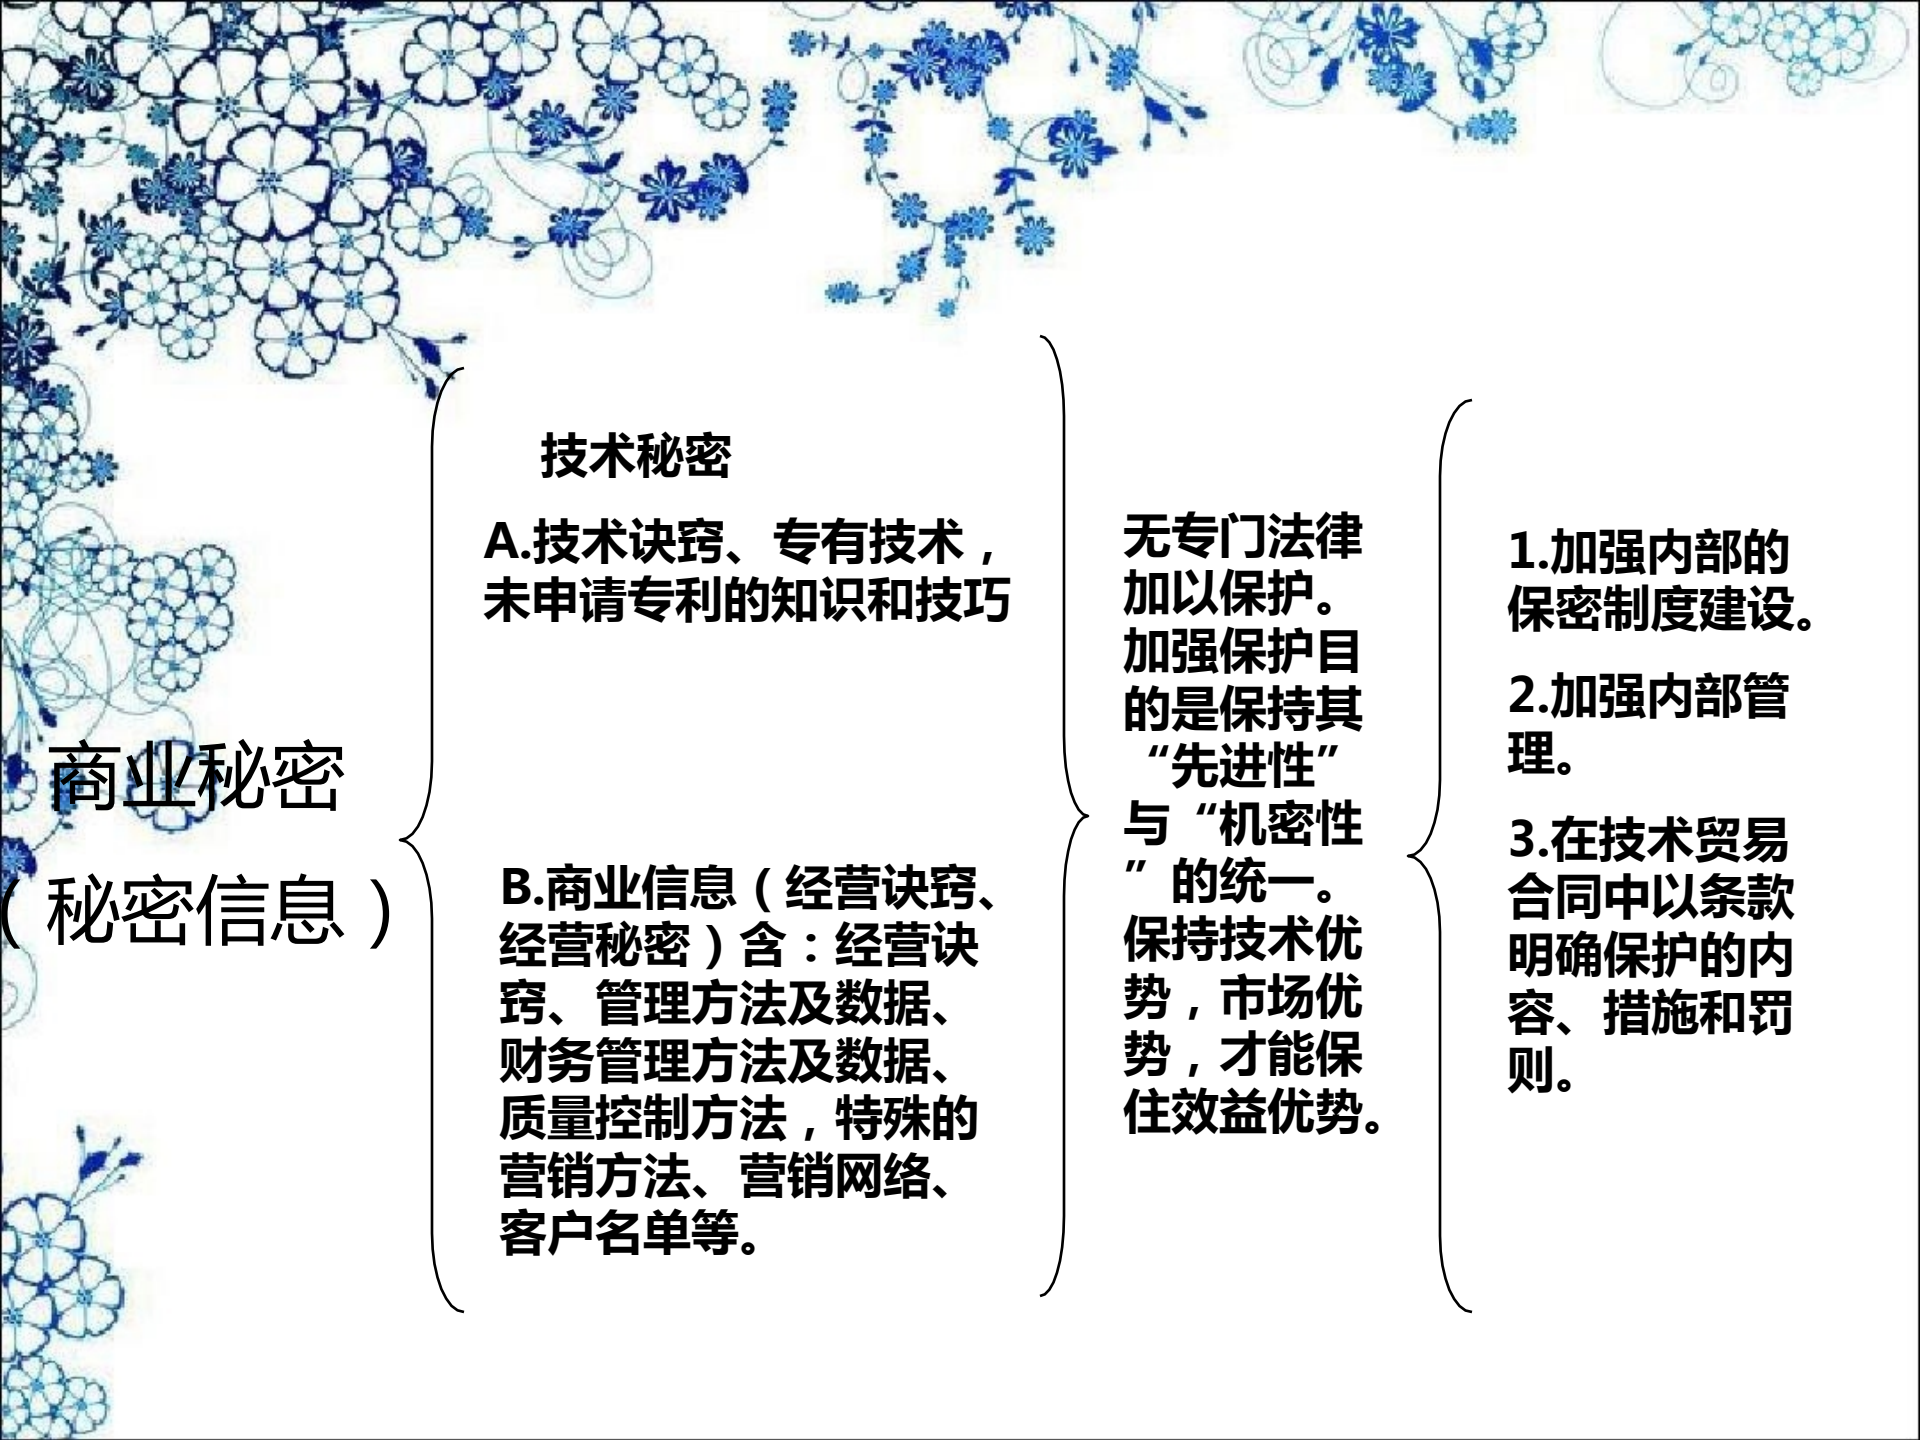 商业秘密
（秘密信息）
技术秘密
A.技术诀窍、专有技术，
未申请专利的知识和技巧
B.商业信息（经营诀窍、
经营秘密）含：经营诀
窍、管理方法及数据、
财务管理方法及数据、
质量控制方法，特殊的
营销方法、营销网络、
客户名单等。
无专门法律
加以保护。
加强保护目
的是保持其
“先进性”
与“机密性
”的统一。
保持技术优
势，市场优
势，才能保
住效益优势。
1.加强内部的
保密制度建设。
2.加强内部管
理。
3.在技术贸易
合同中以条款
明确保护的内
容、措施和罚
则。